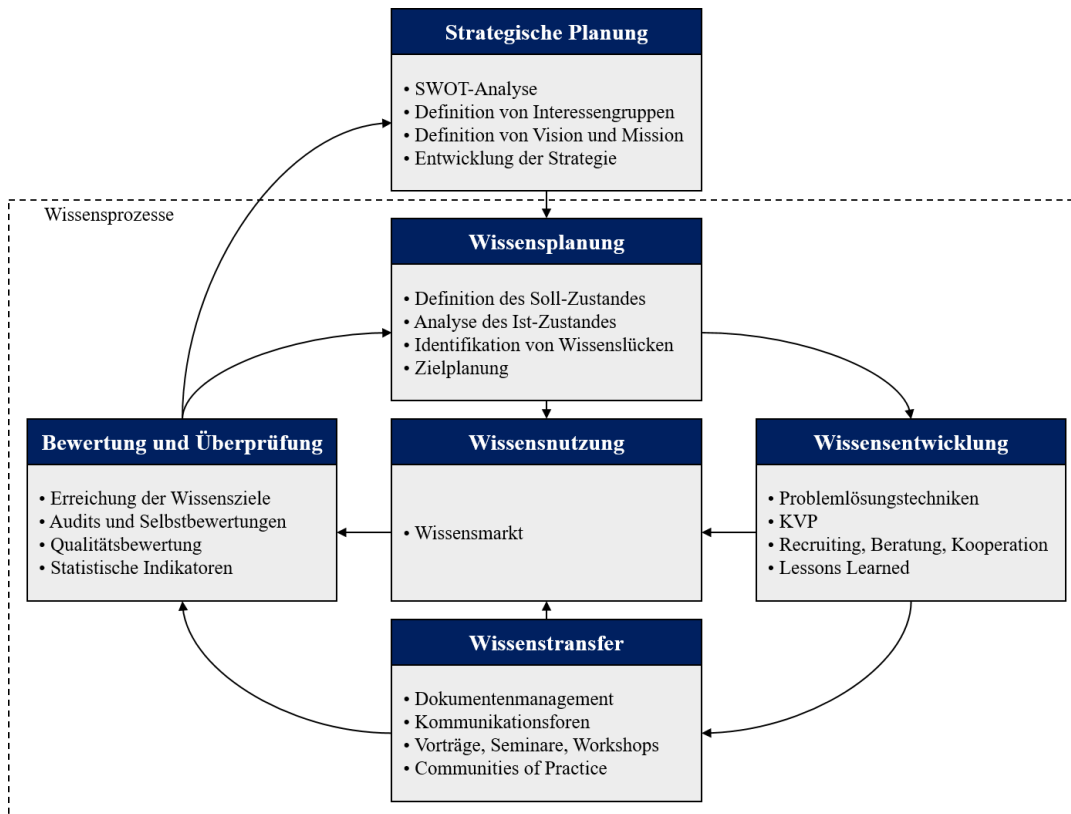 Strategische Planung
• SWOT-Analyse
• Definition von Interessengruppen
• Definition von Vision und Mission
• Entwicklung der Strategie
Wissensprozesse
Wissensplanung
• Definition des Soll-Zustandes
• Analyse des Ist-Zustandes
• Identifikation von Wissenslücken
• Zielplanung
Bewertung und Überprüfung
• Erreichung der Wissensziele
• Audits und Selbstbewertungen
• Qualitätsbewertung
• Statistische Indikatoren
Wissensnutzung
• Wissensmarkt
Wissensentwicklung
• Problemlösungstechniken
• KVP
• Recruiting, Beratung, Kooperation
• Lessons Learned
Wissenstransfer
• Dokumentenmanagement
• Kommunikationsforen
• Vorträge, Seminare, Workshops
• Communities of Practice